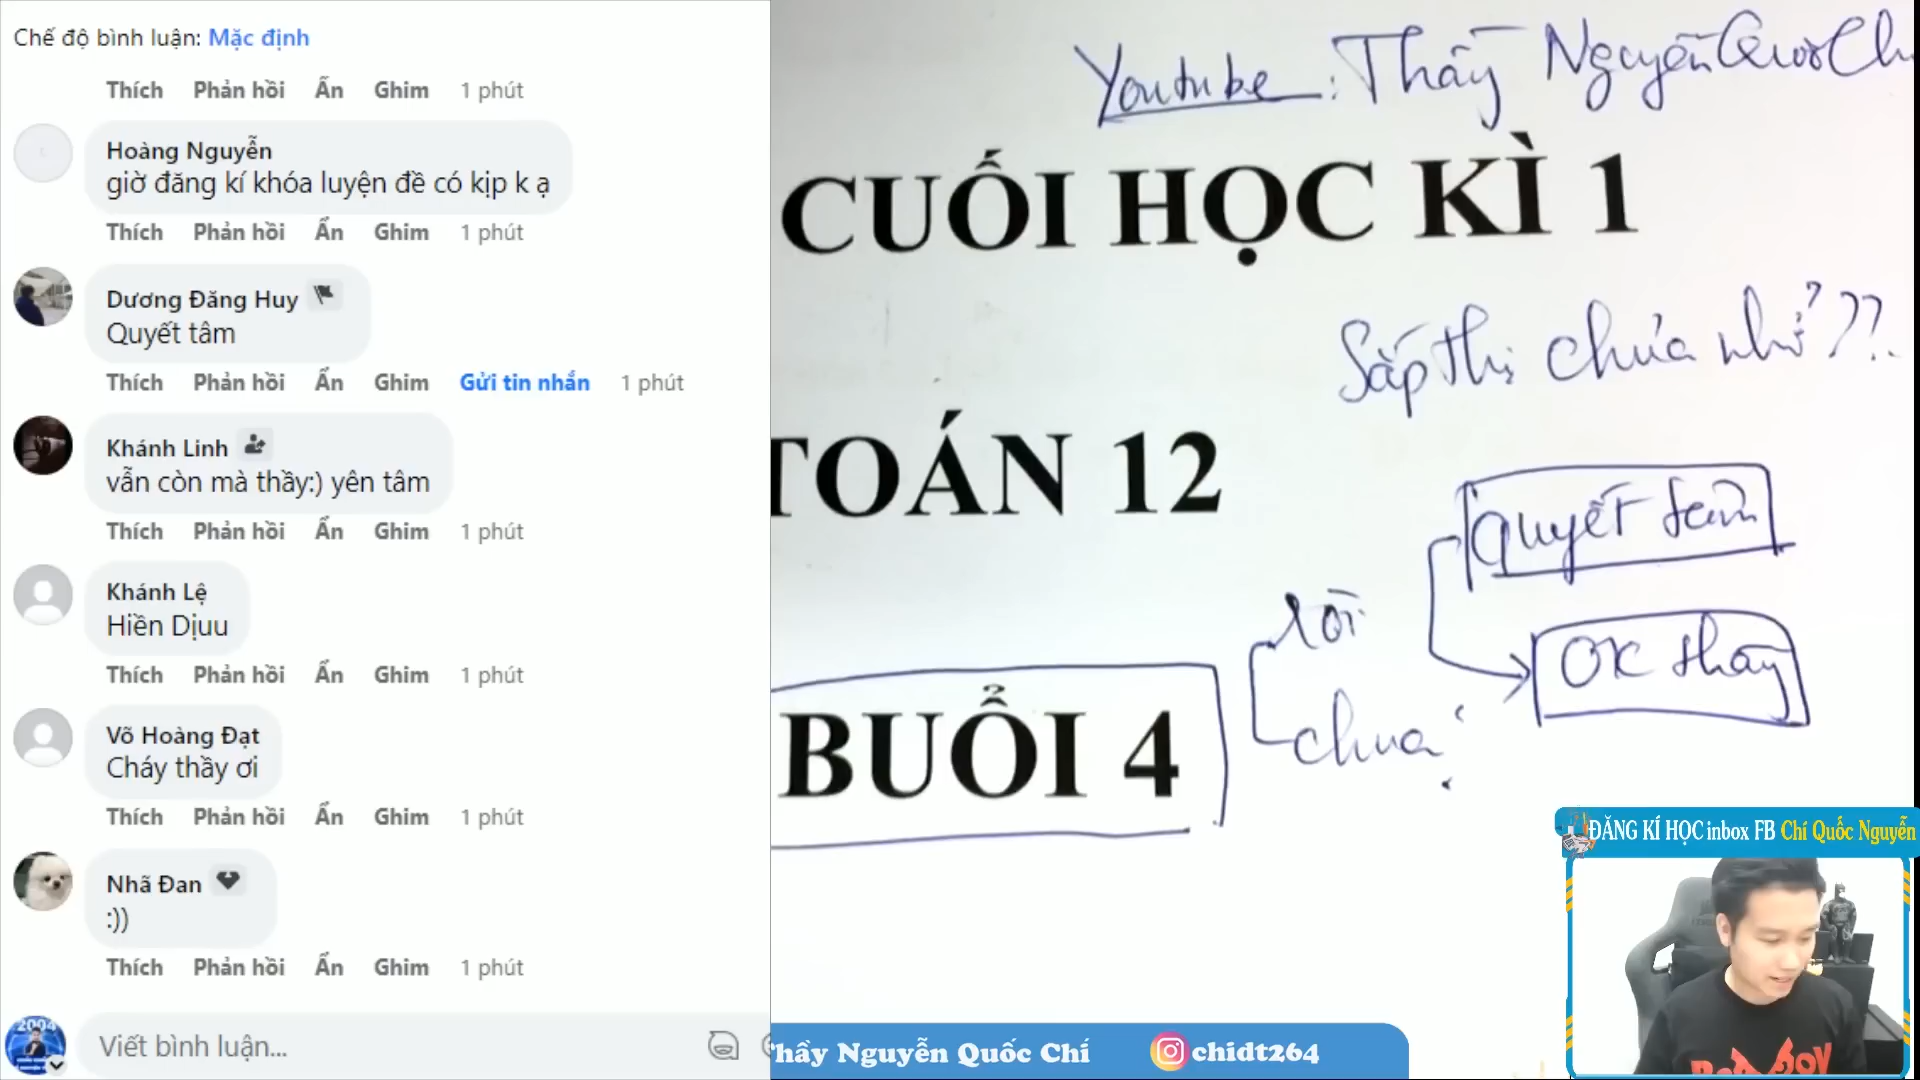 Chế độ bình luận: Mặc định
Thích Phản hồi Ẩn Ghim 1 phút
Hoàng Nguyễn
giờ đăng kí khóa luyện đề có kịp k ạ
Thích Phản hồi Ẩn Ghim 1 phút
Dương Đăng Huy
Quyết tâm
Thích Phản hồi Ẩn Ghim Gửi tin nhắn 1 phút
Khánh Linh
vẫn còn mà thầy:) yên tâm
Thích Phản hồi Ẩn Ghim 1 phút
Khánh Lệ
Hiền Dịuu
Thích Phản hồi Ẩn Ghim 1 phút
Võ Hoàng Đạt
Cháy thầy ơi
Thích Phản hồi Ẩn Ghim 1 phút
Nhã Đan
:))
Thích Phản hồi Ẩn Ghim 1 phút
2004
Viết bình luận...
Youtube : Thầy Nguyễn Quốc Ch
CUỐI HỌC KÌ 1
Sắp thi chưa nhỉ ??
TOÁN 12
Quyết tâm
rồi
OK thầy
BUỔI 4
chưa
ĐĂNG KÍ HỌC inbox FB Chí Quốc Nguyễn
Thầy Nguyễn Quốc Chí
chidt264